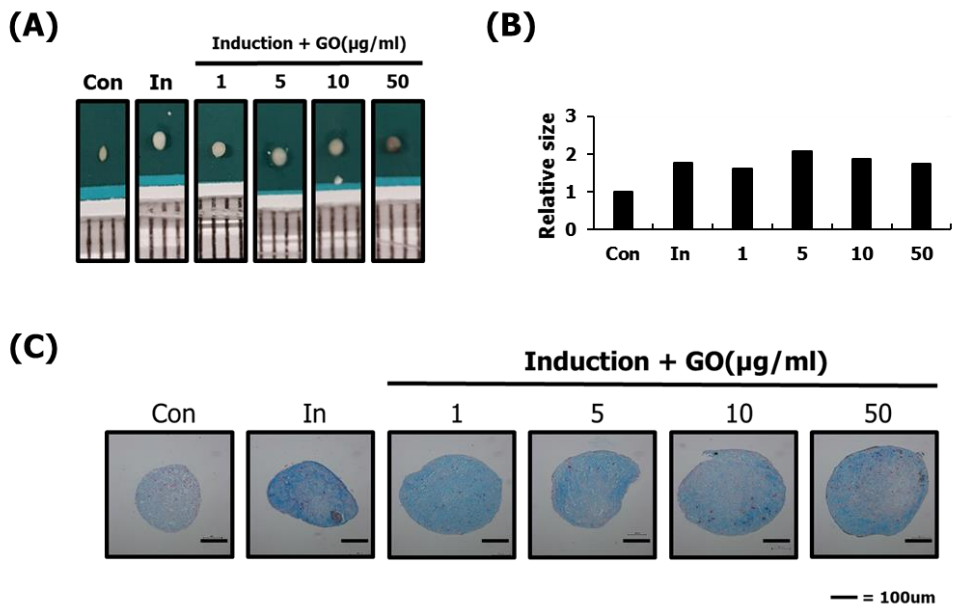 (A)
Induction + GO(µg/ml)
Con In 1 5 10 50
(B)
3
2
1
0
Relative size
Con In 1 5 10 50
(C)
Induction + GO(µg/ml)
Con In 1 5 10 50
= 100um